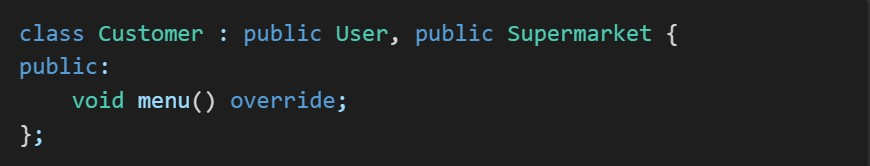 class Customer : public User, public Supermarket {
public:
    void menu() override;
};